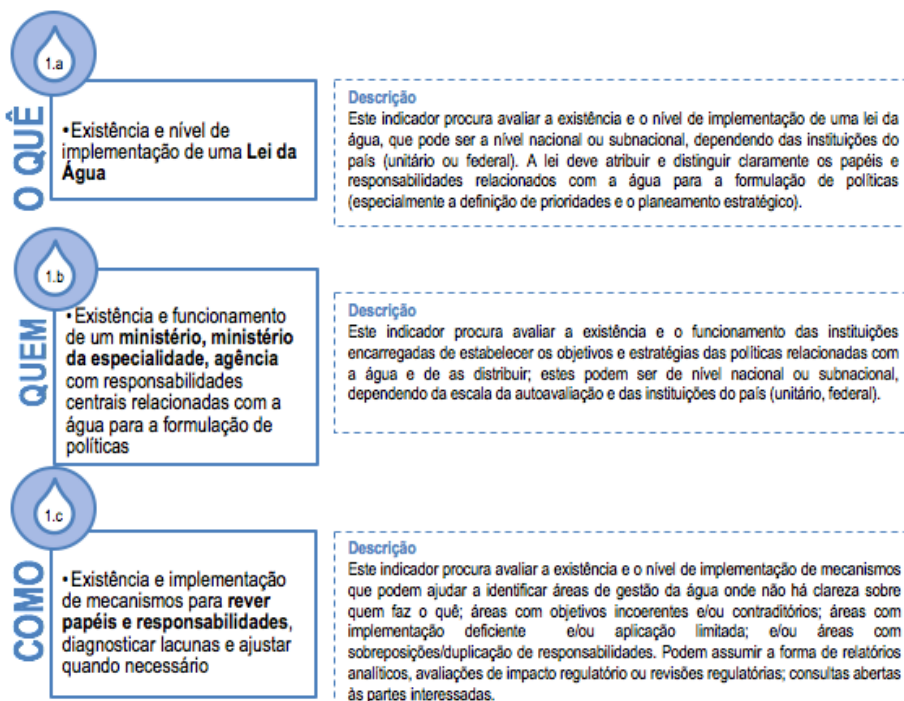 1.a
O QUÊ
•Existência e nível de
implementação de uma Lei da
Água
Descrição
Este indicador procura avaliar a existência e o nível de implementação de uma lei da
água, que pode ser a nível nacional ou subnacional, dependendo das instituições do
país (unitário ou federal). A lei deve atribuir e distinguir claramente os papéis e
responsabilidades relacionados com a água para a formulação de políticas
(especialmente a definição de prioridades e o planeamento estratégico).
1.b
QUEM
•Existência e funcionamento
de um ministério, ministério
da especialidade, agência
com responsabilidades
centrais relacionadas com a
água para a formulação de
políticas
Descrição
Este indicador procura avaliar a existência e o funcionamento das instituições
encarregadas de estabelecer os objetivos e estratégias das políticas relacionadas com
a água e de as distribuir; estes podem ser de nível nacional ou subnacional,
dependendo da escala da autoavaliação e das instituições do país (unitário, federal).
1.c
COMO
•Existência e implementação
de mecanismos para rever
papéis e responsabilidades,
diagnosticar lacunas e ajustar
quando necessário
Descrição
Este indicador procura avaliar a existência e o nível de implementação de mecanismos
que podem ajudar a identificar áreas de gestão da água onde não há clareza sobre
quem faz o quê; áreas com objetivos incoerentes e/ou contraditórios; áreas com
implementação deficiente e/ou aplicação limitada; e/ou áreas com
sobreposições/duplicação de responsabilidades. Podem assumir a forma de relatórios
analíticos, avaliações de impacto regulatório ou revisões regulatórias; consultas abertas
às partes interessadas.